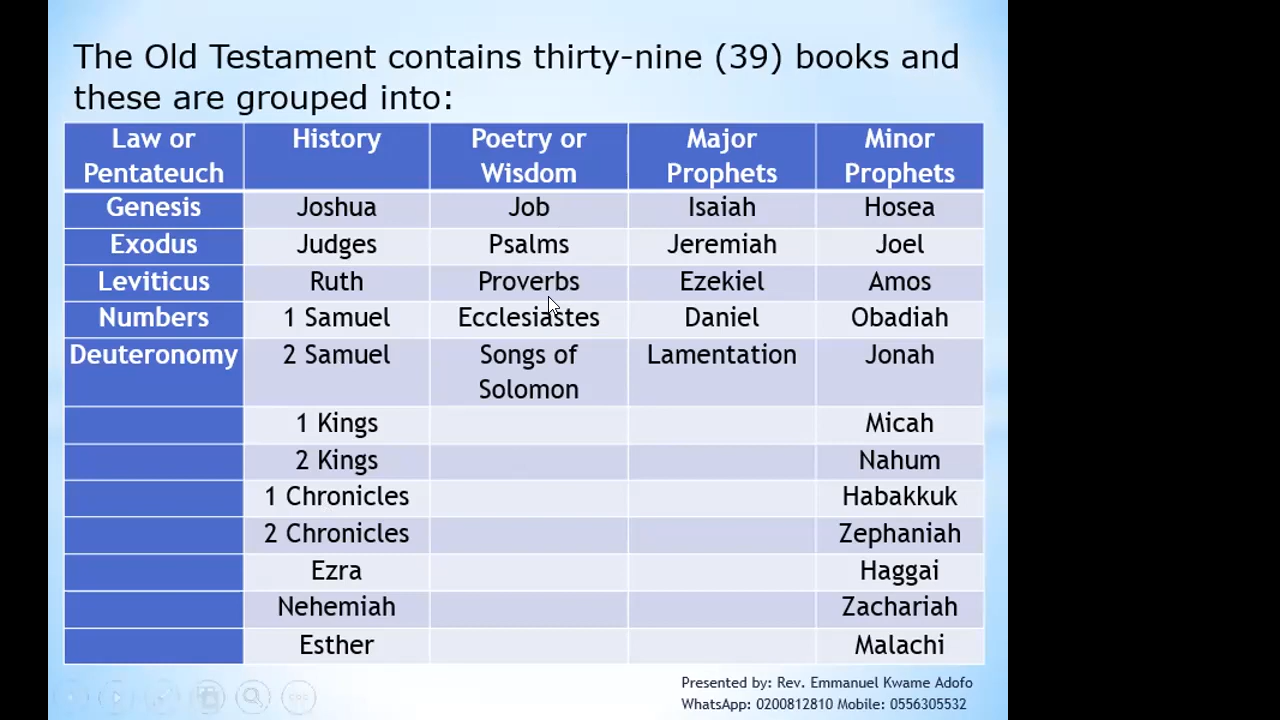 The Old Testament contains thirty-nine (39) books and
these are grouped into:
Law or Pentateuch History Poetry or Wisdom Major Prophets Minor Prophets
Genesis Joshua Job Isaiah Hosea
Exodus Judges Psalms Jeremiah Joel
Leviticus Ruth Proverbs Ezekiel Amos
Numbers 1 Samuel Ecclesiastes Daniel Obadiah
Deuteronomy 2 Samuel Songs of Solomon Lamentation Jonah
1 Kings Micah
2 Kings Nahum
1 Chronicles Habakkuk
2 Chronicles Zephaniah
Ezra Haggai
Nehemiah Zachariah
Esther Malachi
Presented by: Rev. Emmanuel Kwame Adofo
WhatsApp: 0200812810 Mobile: 0556305532